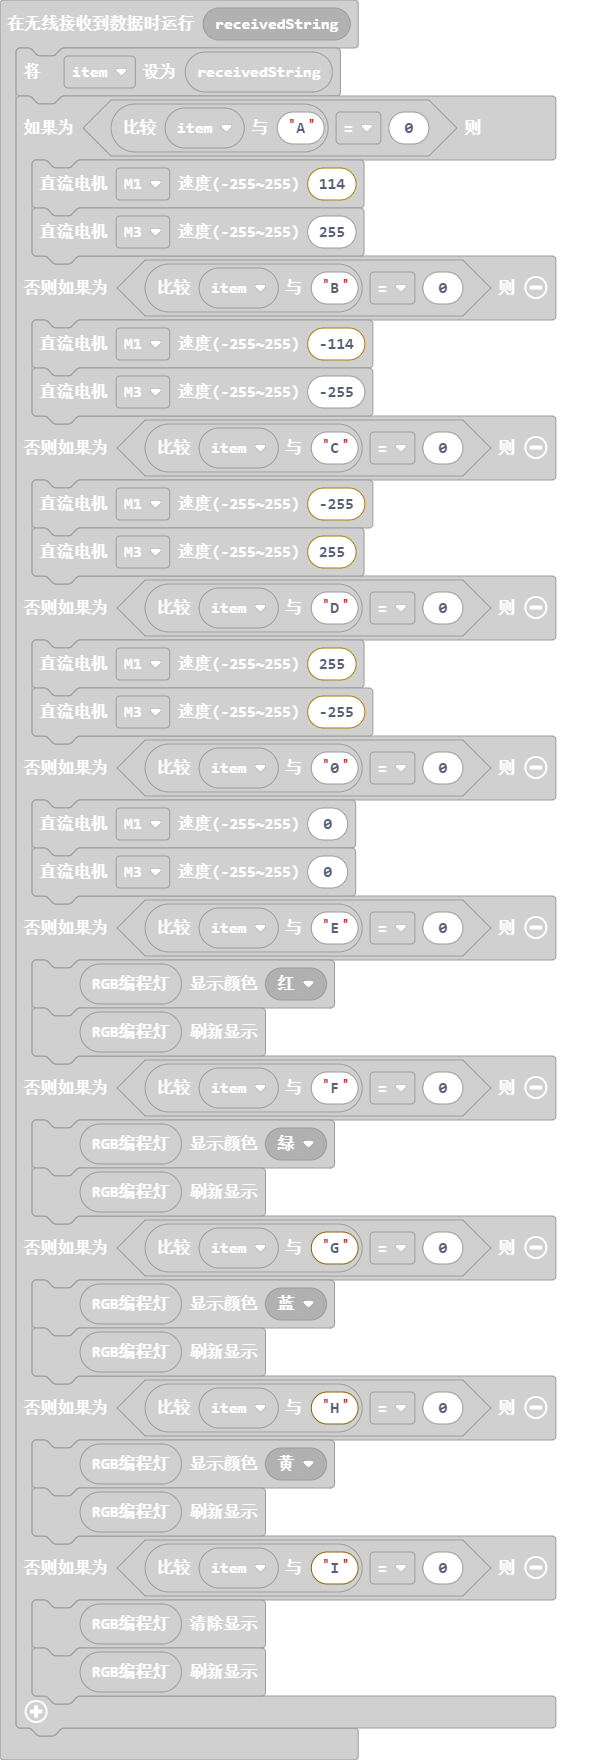 在无线接收到数据时运行 receivedString
将 item 设为 receivedString
如果为 比较 item 与 "A" = 0 则
直流电机 M1 速度(-255~255) 114
直流电机 M3 速度(-255~255) 255
否则如果为 比较 item 与 "B" = 0 则
直流电机 M1 速度(-255~255) -114
直流电机 M3 速度(-255~255) -255
否则如果为 比较 item 与 "C" = 0 则
直流电机 M1 速度(-255~255) -255
直流电机 M3 速度(-255~255) 255
否则如果为 比较 item 与 "D" = 0 则
直流电机 M1 速度(-255~255) 255
直流电机 M3 速度(-255~255) -255
否则如果为 比较 item 与 "0" = 0 则
直流电机 M1 速度(-255~255) 0
直流电机 M3 速度(-255~255) 0
否则如果为 比较 item 与 "E" = 0 则
RGB编程灯 显示颜色 红
RGB编程灯 刷新显示
否则如果为 比较 item 与 "F" = 0 则
RGB编程灯 显示颜色 绿
RGB编程灯 刷新显示
否则如果为 比较 item 与 "G" = 0 则
RGB编程灯 显示颜色 蓝
RGB编程灯 刷新显示
否则如果为 比较 item 与 "H" = 0 则
RGB编程灯 显示颜色 黄
RGB编程灯 刷新显示
否则如果为 比较 item 与 "I" = 0 则
RGB编程灯 清除显示
RGB编程灯 刷新显示